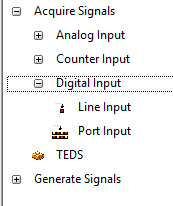 Acquire Signals
Analog Input
Counter Input
Digital Input
Line Input
Port Input
TEDS
Generate Signals